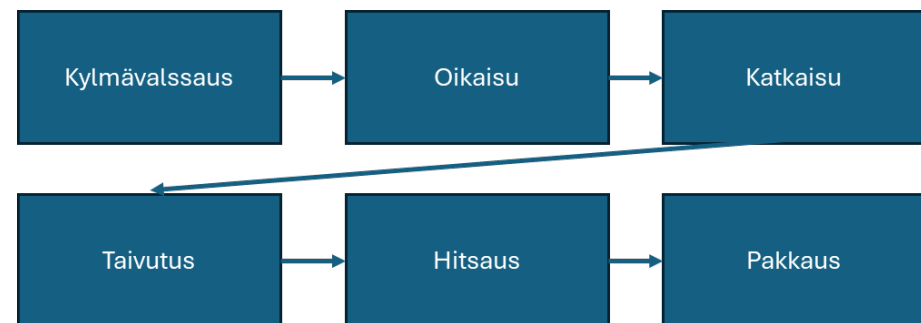 Kylmävalssaus
Oikaisu
Katkaisu
Taivutus
Hitsaus
Pakkaus